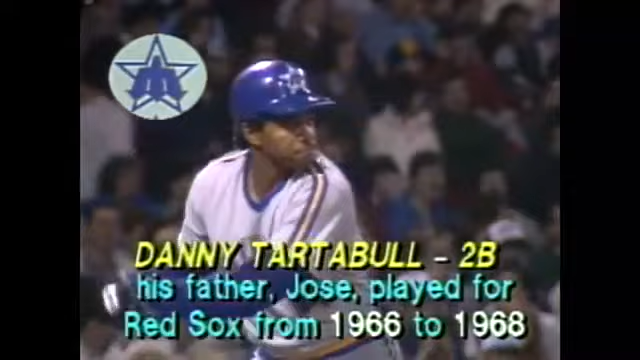 DANNY TARTABULL - 2B
his father, Jose, played for
Red Sox from 1966 to 1968